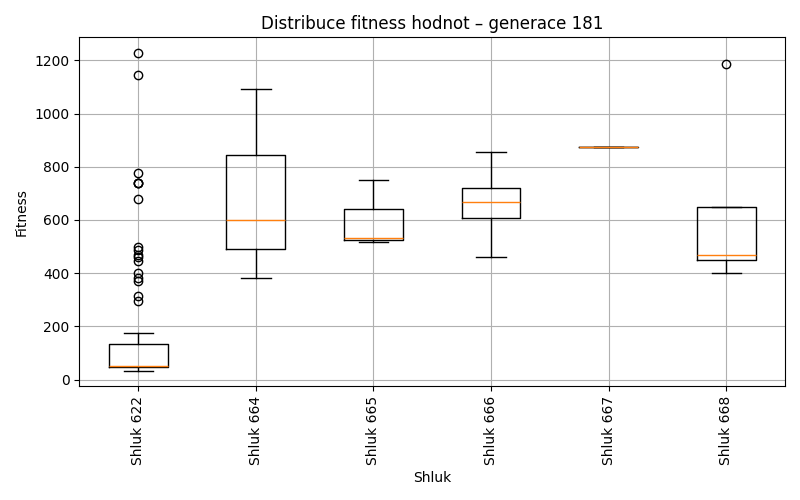 Distribuce fitness hodnot – generace 181
Fitness
1200
1000
800
600
400
200
0
Shluk 622
Shluk 664
Shluk 665
Shluk 666
Shluk 667
Shluk 668
Shluk